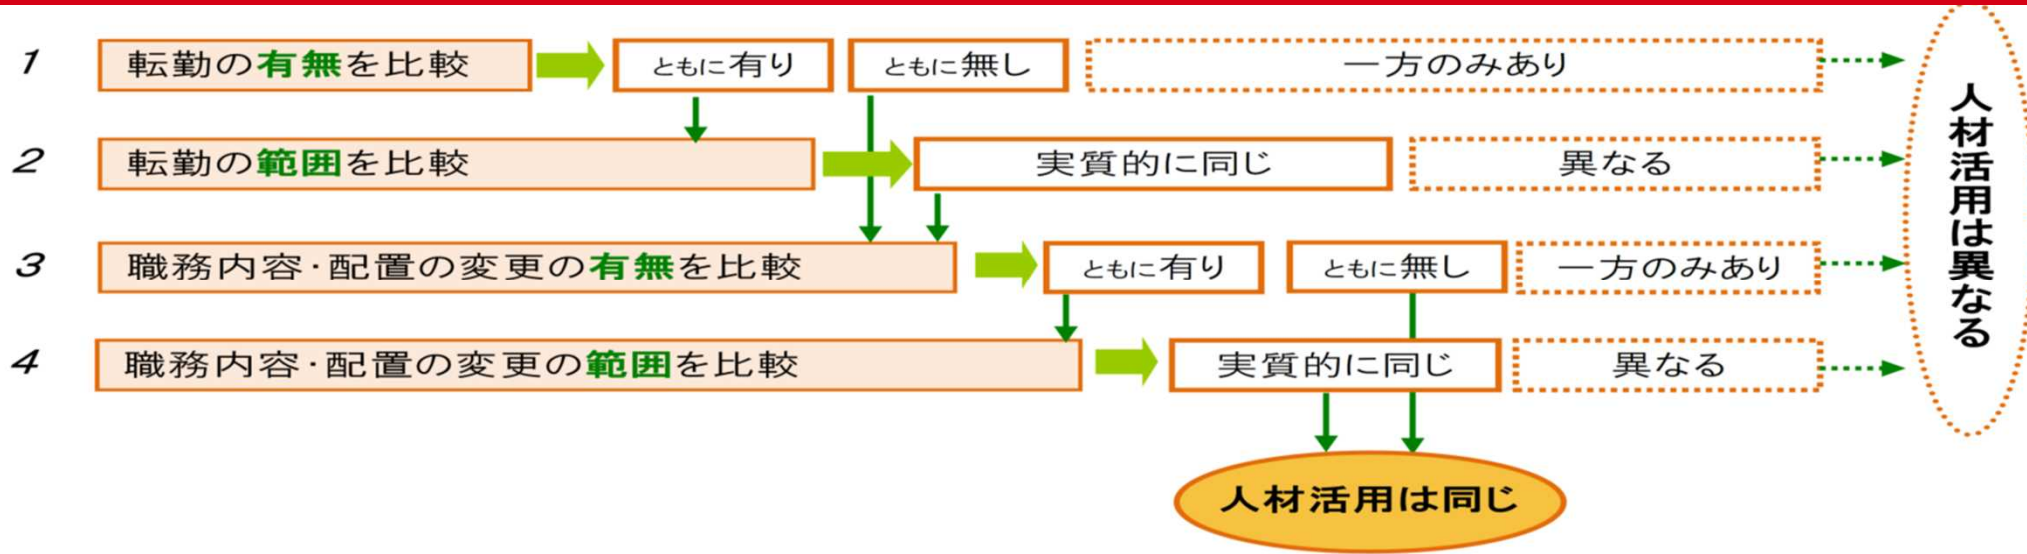 1 転勤の有無を比較 ともに有り ともに無し 一方のみあり
2 転勤の範囲を比較 実質的に同じ 異なる
3 職務内容・配置の変更の有無を比較 ともに有り ともに無し 一方のみあり
4 職務内容・配置の変更の範囲を比較 実質的に同じ 異なる
人材活用は異なる
人材活用は同じ